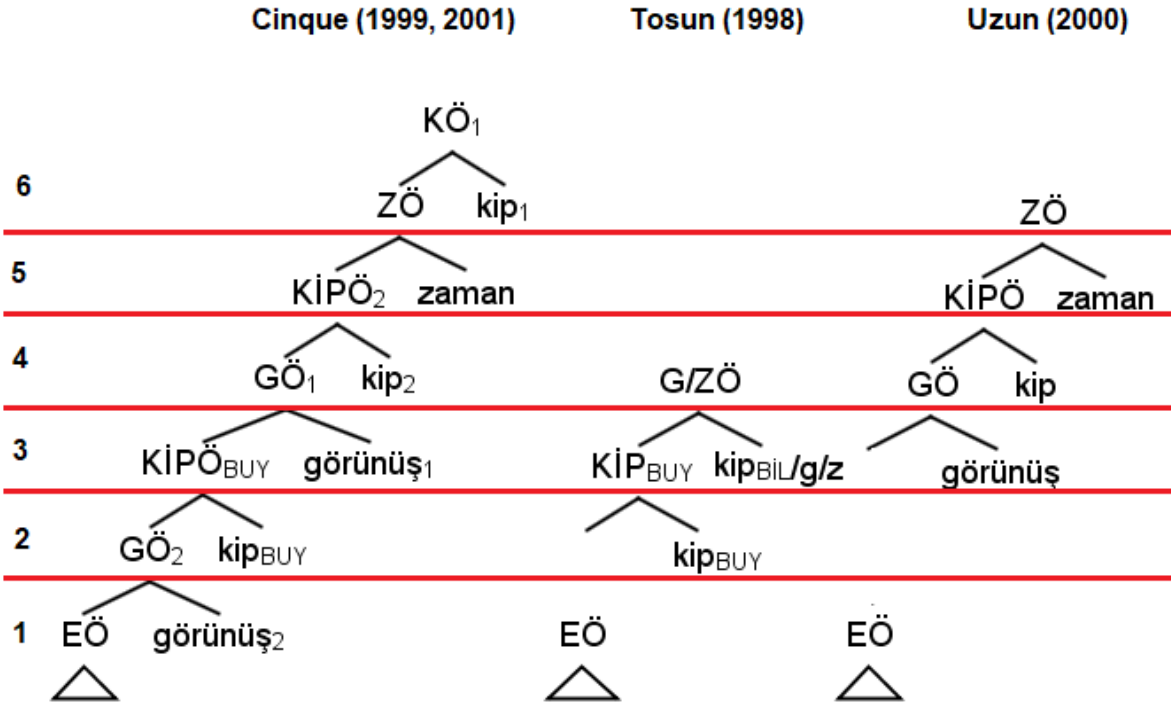 Cinque (1999, 2001) Tosun (1998) Uzun (2000)
KÖ₁
6 ZÖ kip₁ ZÖ
5 KİPÖ₂ zaman KİPÖ zaman
4 GÖ₁ kip₂ G/ZÖ GÖ kip
3 KİPÖBUY görünüş₁ KİPBUY kipBİL/g/z görünüş
2 GÖ₂ kipBUY kipBUY
1 EÖ görünüş₂ EÖ EÖ